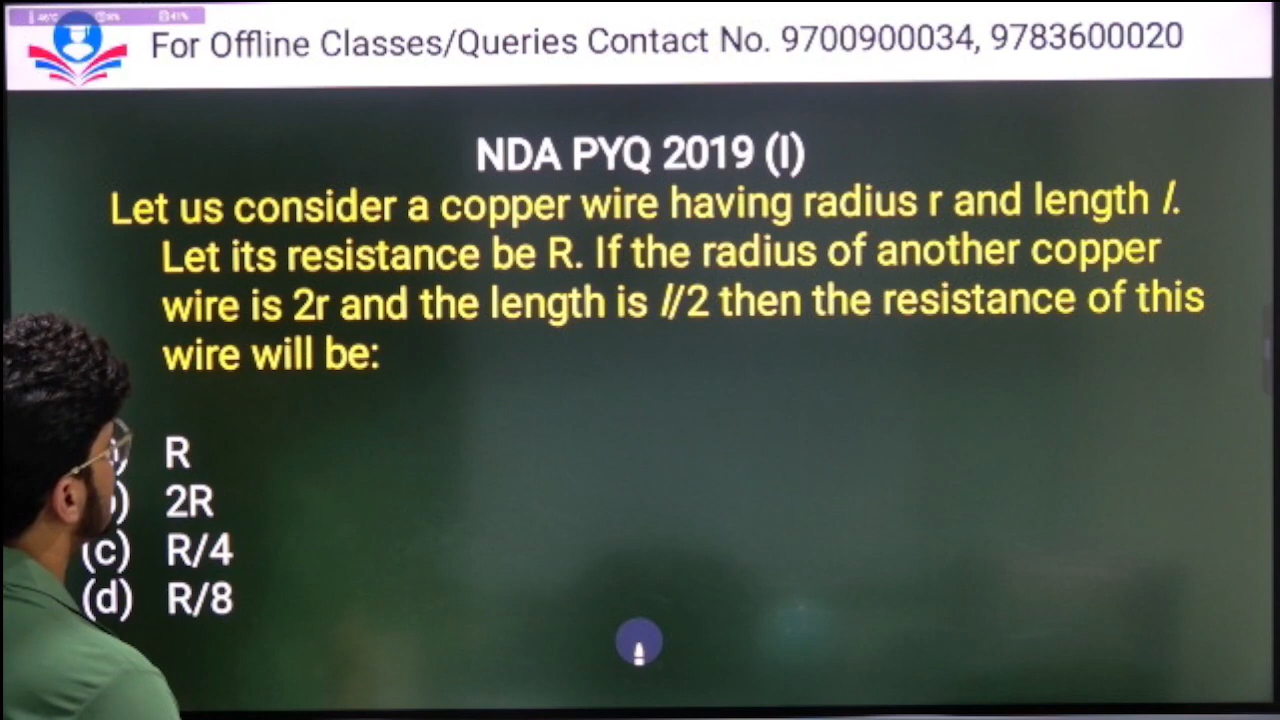 46°C 41%
For Offline Classes/Queries Contact No. 9700900034, 9783600020
NDA PYQ 2019 (I)
Let us consider a copper wire having radius r and length l.
Let its resistance be R. If the radius of another copper
wire is 2r and the length is l/2 then the resistance of this
wire will be:
) R
) 2R
(c) R/4
(d) R/8